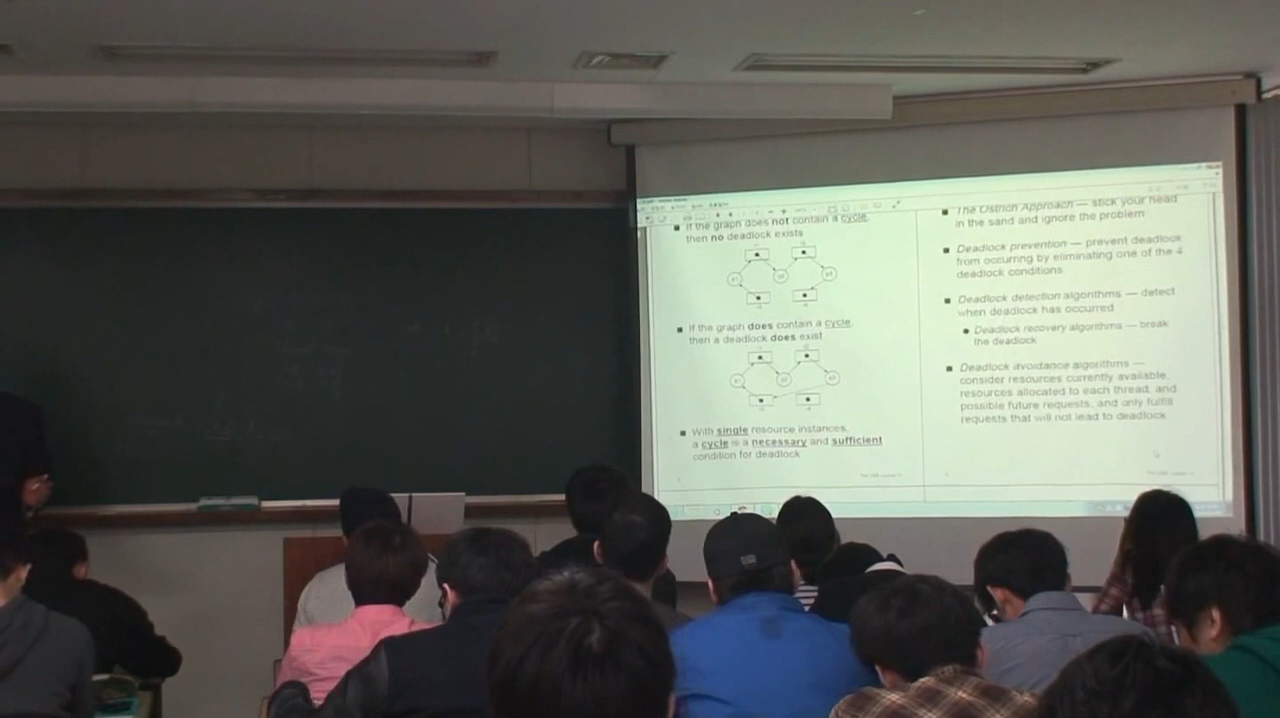 If the graph does not contain a cycle,
then no deadlock exists
If the graph does contain a cycle,
then a deadlock does exist
With single resource instances,
a cycle is a necessary and sufficient
condition for deadlock
The Ostrich Approach — stick your head
in the sand and ignore the problem
Deadlock prevention — prevent deadlock
from occurring by eliminating one of the 4
deadlock conditions
Deadlock detection algorithms — detect
when deadlock has occurred
Deadlock recovery algorithms — break
the deadlock
Deadlock avoidance algorithms —
consider resources currently available,
resources allocated to each thread, and
possible future requests, and only fulfill
requests that will not lead to deadlock